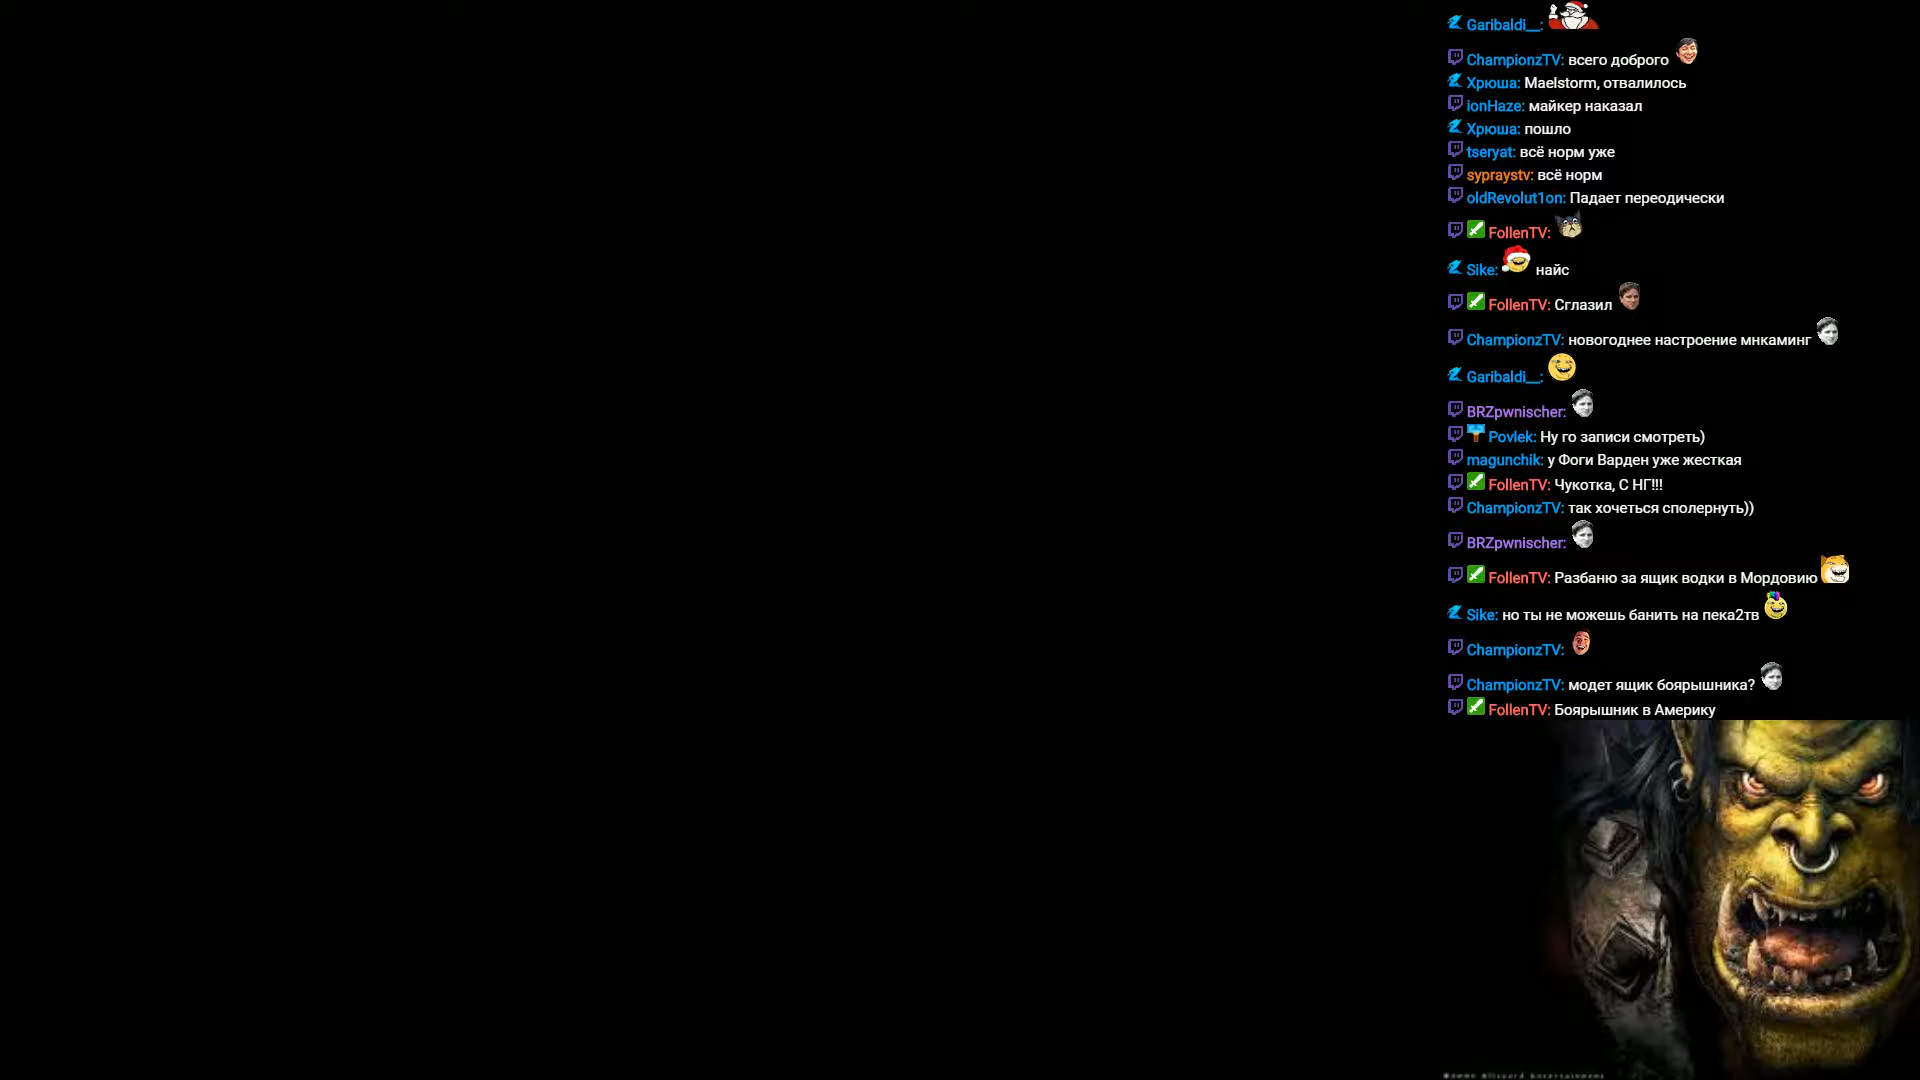 Garibaldi__:
ChampionzTV: всего доброго
Хрюша: Maelstorm, отвалилось
ionHaze: майкер наказал
Хрюша: пошло
tseryat: всё норм уже
sypraystv: всё норм
oldRevolut1on: Падает переодически
FollenTV:
Sike: найс
FollenTV: Сглазил
ChampionzTV: новогоднее настроение мнкаминг
Garibaldi__:
BRZpwnischer:
Povlek: Ну го записи смотреть)
magunchik: у Фоги Варден уже жесткая
FollenTV: Чукотка, С НГ!!!
ChampionzTV: так хочеться сполернуть))
BRZpwnischer:
FollenTV: Разбаню за ящик водки в Мордовию
Sike: но ты не можешь банить на пека2тв
ChampionzTV:
ChampionzTV: модет ящик боярышника?
FollenTV: Боярышник в Америку
Blizzard Entertainment